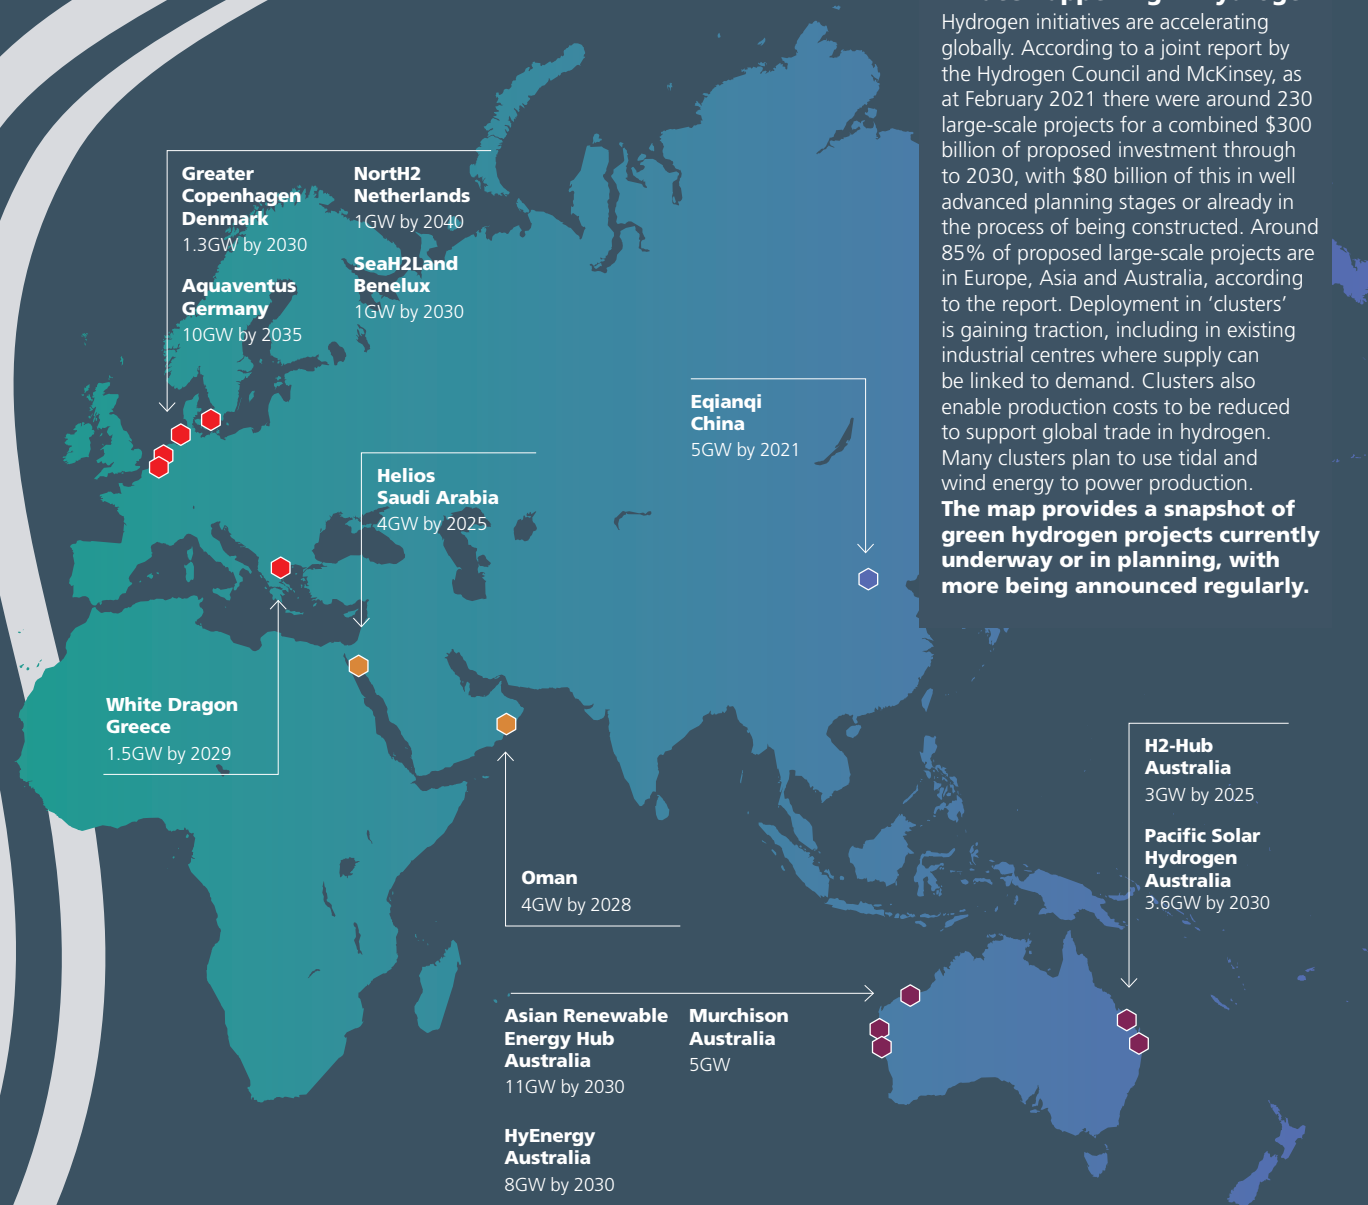 Greater
Copenhagen
Denmark
1.3GW by 2030
Aquaventus
Germany
10GW by 2035
NortH2
Netherlands
1GW by 2040
SeaH2Land
Benelux
1GW by 2030
Helios
Saudi Arabia
4GW by 2025
Eqianqi
China
5GW by 2021
White Dragon
Greece
1.5GW by 2029
Oman
4GW by 2028
Asian Renewable
Energy Hub
Australia
11GW by 2030
HyEnergy
Australia
8GW by 2030
Murchison
Australia
5GW
H2-Hub
Australia
3GW by 2025
Pacific Solar
Hydrogen
Australia
3.6GW by 2030
Hydrogen initiatives are accelerating
globally. According to a joint report by
the Hydrogen Council and McKinsey, as
at February 2021 there were around 230
large-scale projects for a combined $300
billion of proposed investment through
to 2030, with $80 billion of this in well
advanced planning stages or already in
the process of being constructed. Around
85% of proposed large-scale projects are
in Europe, Asia and Australia, according
to the report. Deployment in ‘clusters’
is gaining traction, including in existing
industrial centres where supply can
be linked to demand. Clusters also
enable production costs to be reduced
to support global trade in hydrogen.
Many clusters plan to use tidal and
wind energy to power production.
The map provides a snapshot of
green hydrogen projects currently
underway or in planning, with
more being announced regularly.